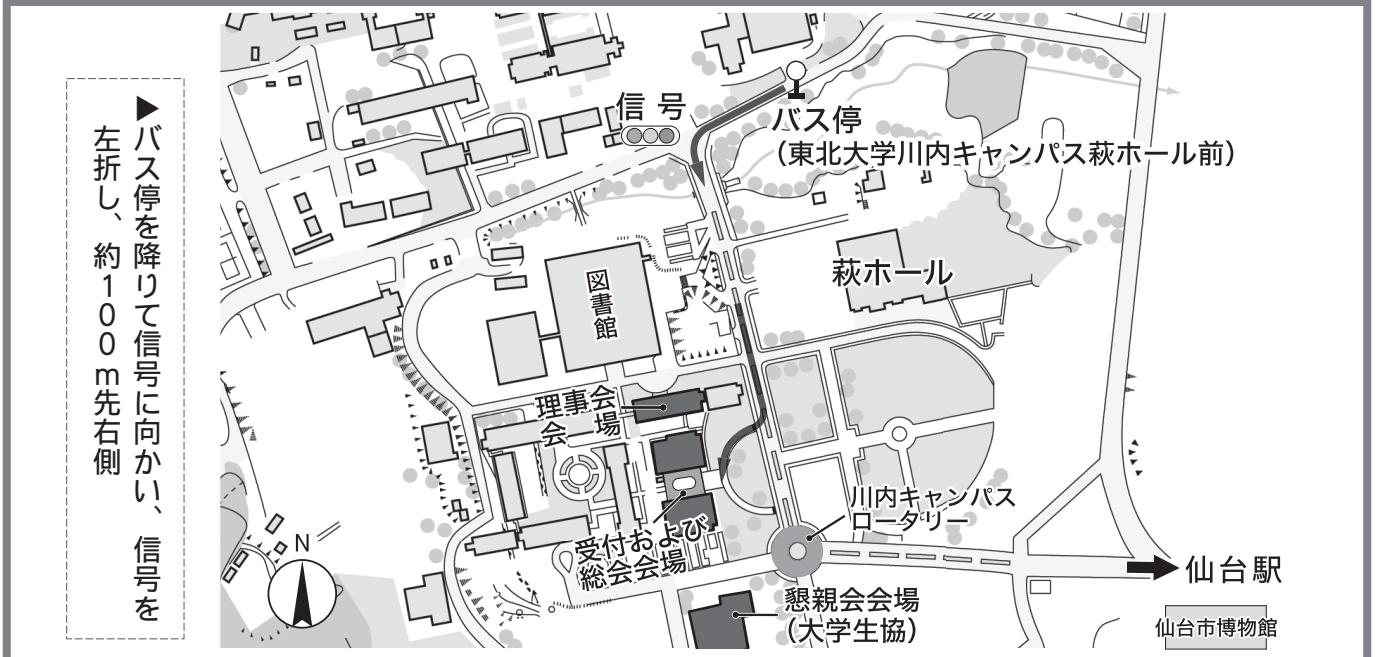 ▶バス停を降りて信号に向かい、信号を
左折し、約100m先右側
信号
バス停
（東北大学川内キャンパス萩ホール前）
萩ホール
図書館
理事会
会場
川内キャンパス
ロータリー
受付および
総会会場
N
仙台駅
懇親会会場
（大学生協）
仙台市博物館